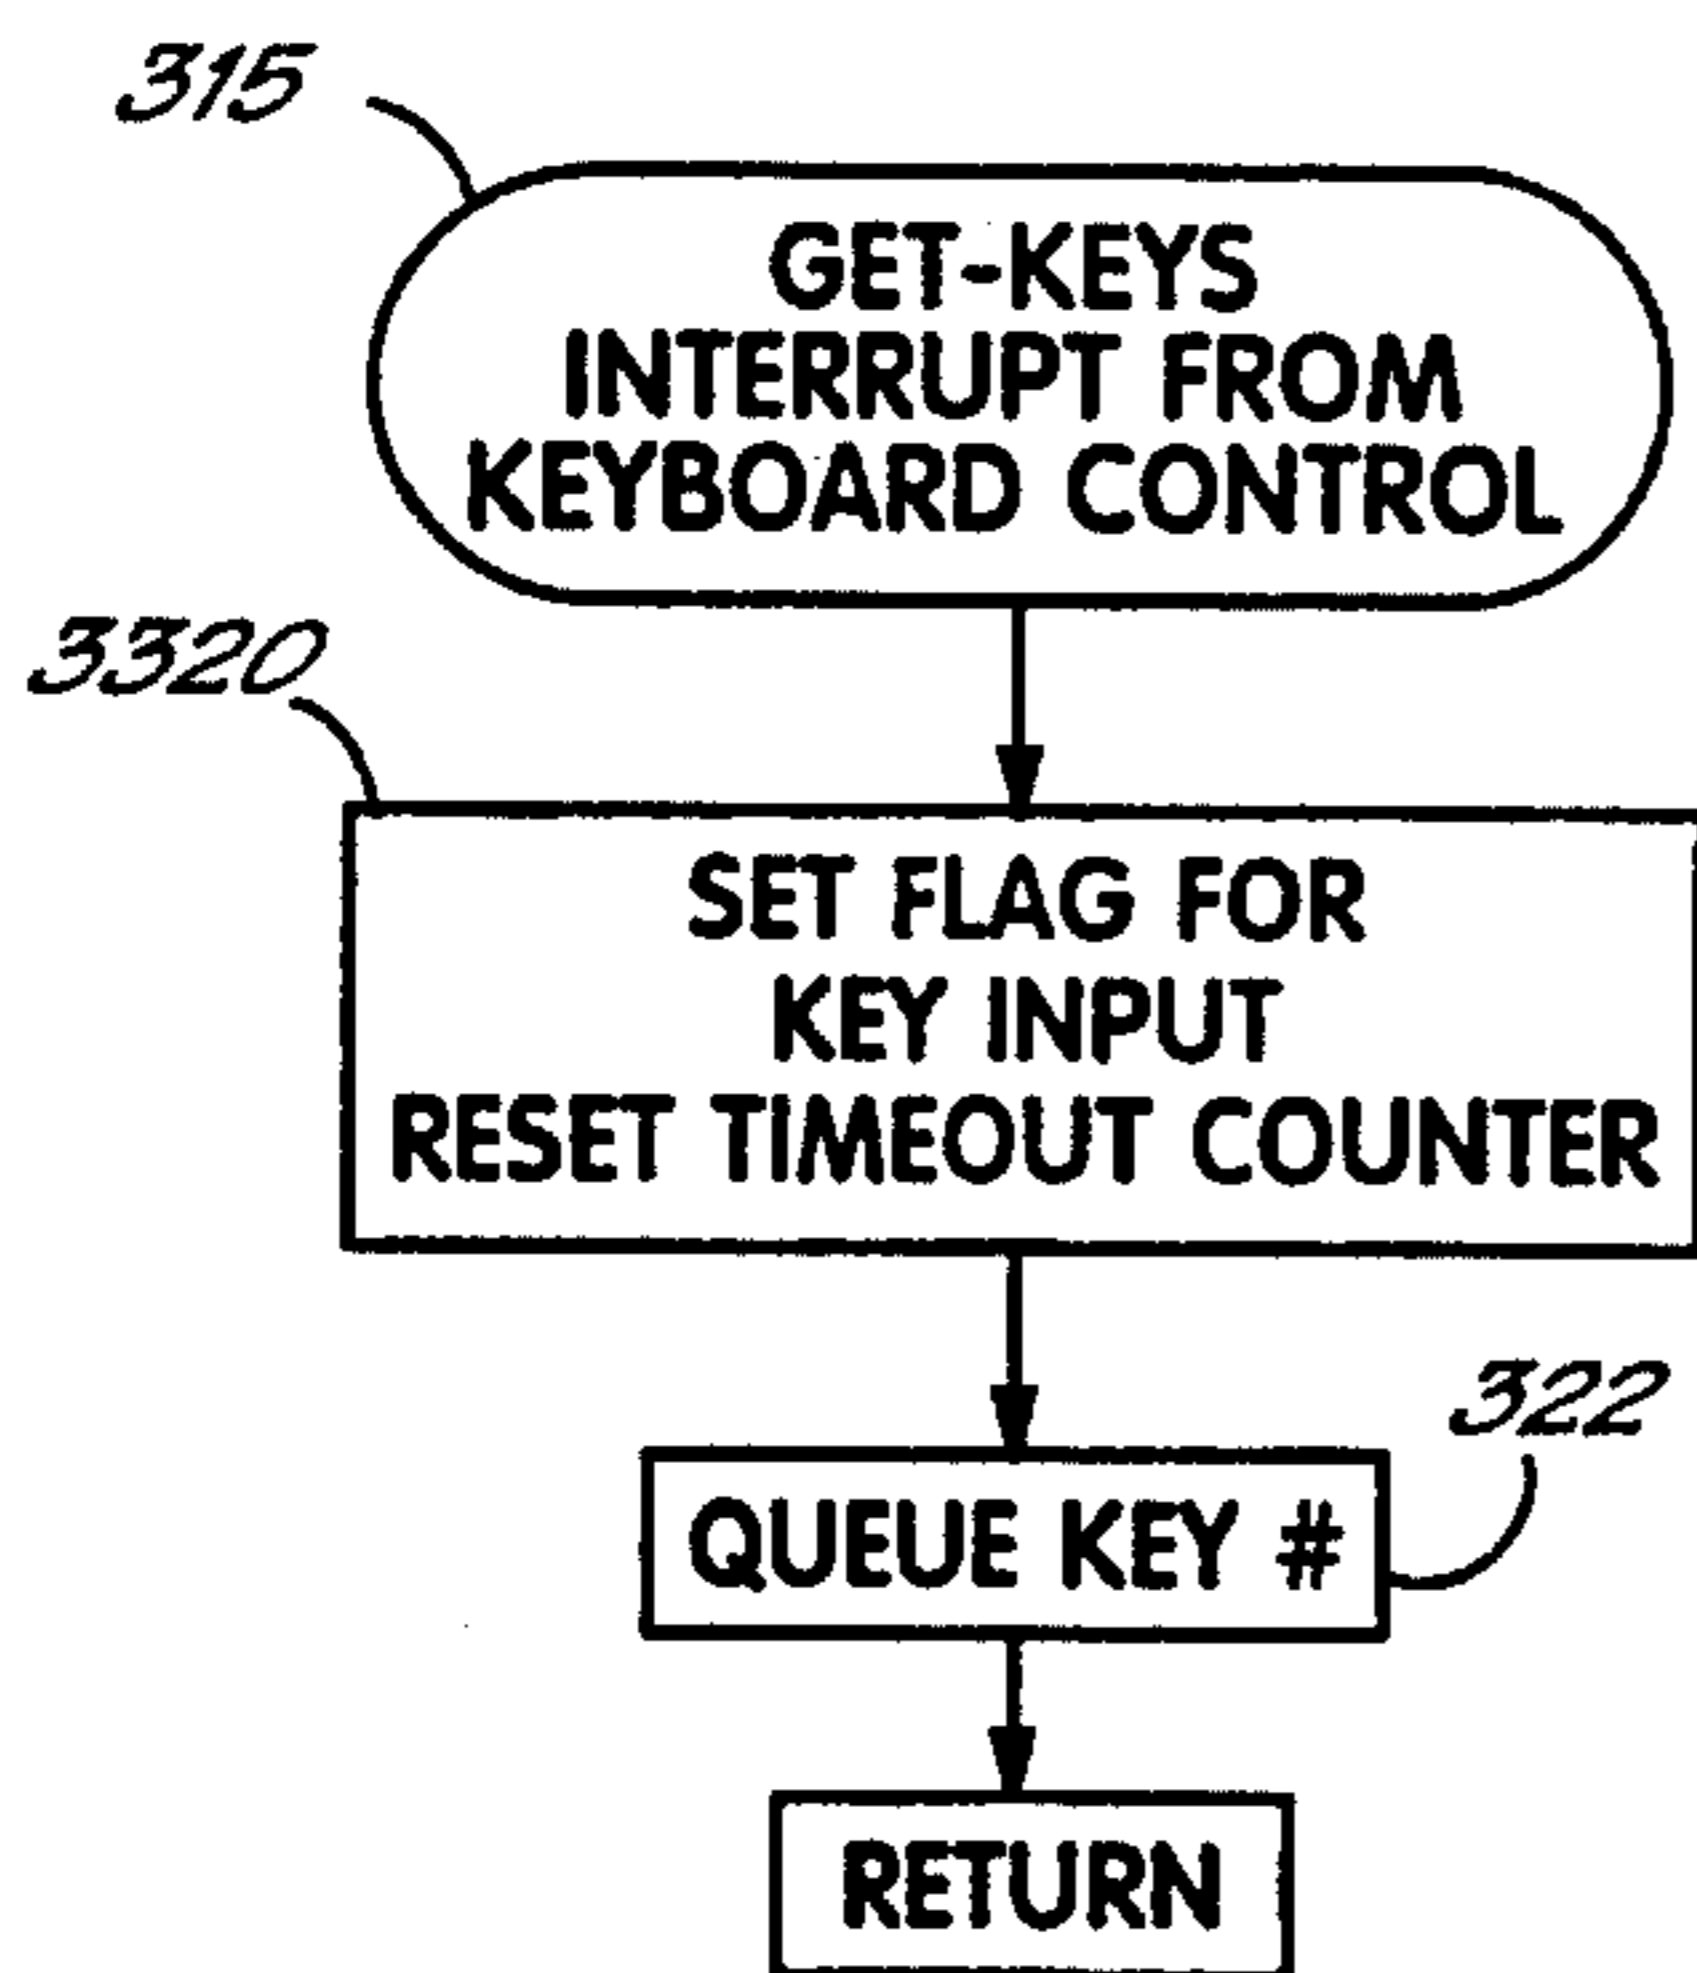 315
GET-KEYS
INTERRUPT FROM
KEYBOARD CONTROL
3320
SET FLAG FOR
KEY INPUT
RESET TIMEOUT COUNTER
322
QUEUE KEY #
RETURN